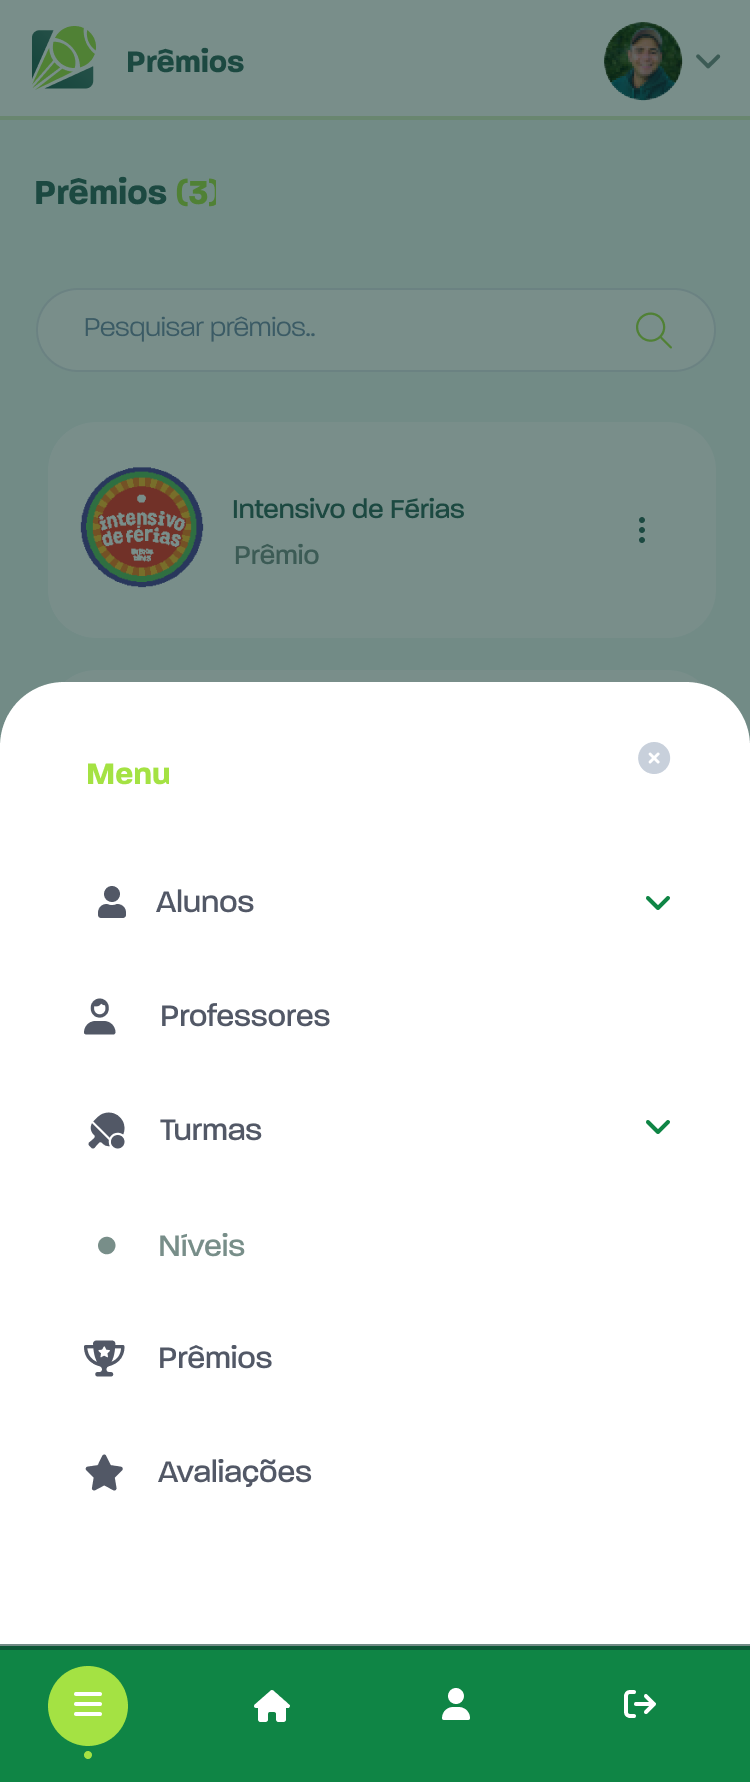 Prêmios
Prêmios (3)
Pesquisar prêmios..
intensivo
de férias
Intensivo de Férias
Prêmio
Menu
Alunos
Professores
Turmas
Níveis
Prêmios
Avaliações